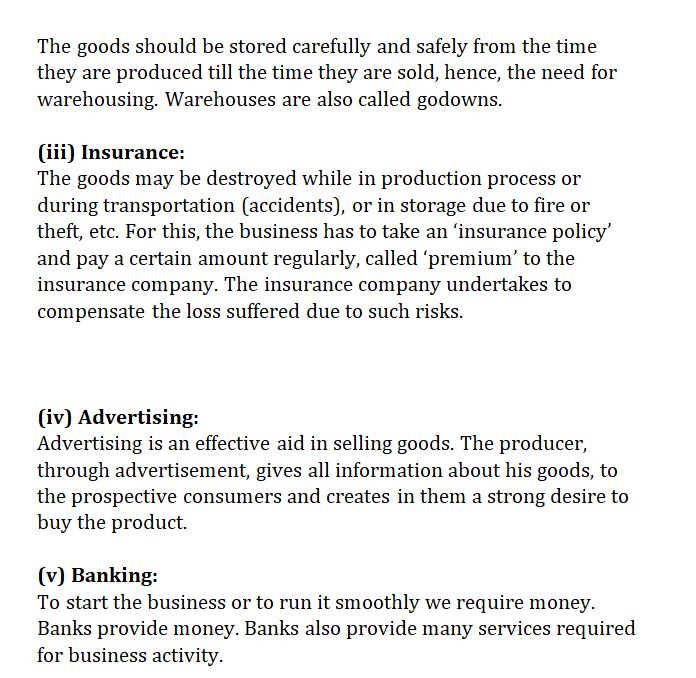 The goods should be stored carefully and safely from the time
they are produced till the time they are sold, hence, the need for
warehousing. Warehouses are also called godowns.
(iii) Insurance:
The goods may be destroyed while in production process or
during transportation (accidents), or in storage due to fire or
theft, etc. For this, the business has to take an ‘insurance policy’
and pay a certain amount regularly, called ‘premium’ to the
insurance company. The insurance company undertakes to
compensate the loss suffered due to such risks.
(iv) Advertising:
Advertising is an effective aid in selling goods. The producer,
through advertisement, gives all information about his goods, to
the prospective consumers and creates in them a strong desire to
buy the product.
(v) Banking:
To start the business or to run it smoothly we require money.
Banks provide money. Banks also provide many services required
for business activity.